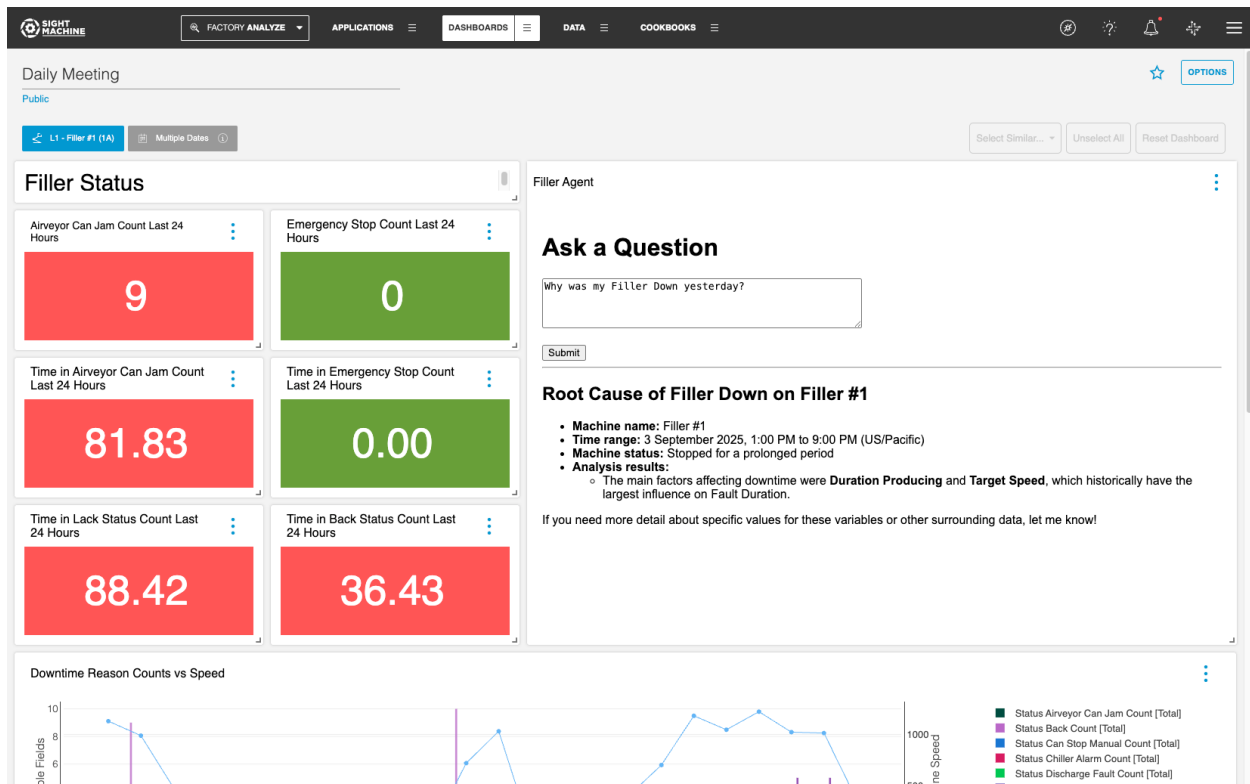 SIGHT
MACHINE
FACTORY ANALYZE
APPLICATIONS
DASHBOARDS
DATA
COOKBOOKS
Daily Meeting
OPTIONS
Public
L1 - Filler #1 (1A)
Multiple Dates
Select Similar...
Unselect All
Reset Dashboard
Filler Status
Airveyor Can Jam Count Last 24
Hours
9
Emergency Stop Count Last 24
Hours
0
Time in Airveyor Can Jam Count
Last 24 Hours
81.83
Time in Emergency Stop Count
Last 24 Hours
0.00
Time in Lack Status Count Last
24 Hours
88.42
Time in Back Status Count Last
24 Hours
36.43
Filler Agent
Ask a Question
Why was my Filler Down yesterday?
Submit
Root Cause of Filler Down on Filler #1
• Machine name: Filler #1
• Time range: 3 September 2025, 1:00 PM to 9:00 PM (US/Pacific)
• Machine status: Stopped for a prolonged period
• Analysis results:
○ The main factors affecting downtime were Duration Producing and Target Speed, which historically have the
largest influence on Fault Duration.
If you need more detail about specific values for these variables or other surrounding data, let me know!
Downtime Reason Counts vs Speed
10
8
6
1000
Status Airveyor Can Jam Count [Total]
Status Back Count [Total]
Status Can Stop Manual Count [Total]
Status Chiller Alarm Count [Total]
Status Discharge Fault Count [Total]